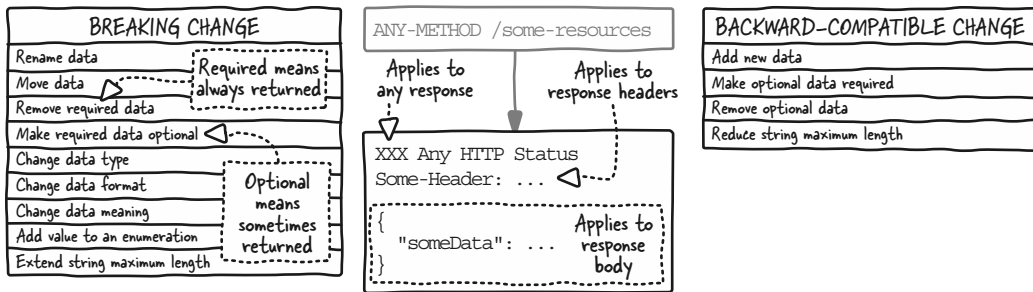 BREAKING CHANGE
Rename data
Move data
Remove required data
Make required data optional
Change data type
Change data format
Change data meaning
Add value to an enumeration
Extend string maximum length
Required means
always returned
Optional
means
sometimes
returned
ANY-METHOD /some-resources
Applies to
any response
Applies to
response headers
XXX Any HTTP Status
Some-Header: ...
{
"someData": ...
}
Applies to
response
body
BACKWARD-COMPATIBLE CHANGE
Add new data
Make optional data required
Remove optional data
Reduce string maximum length